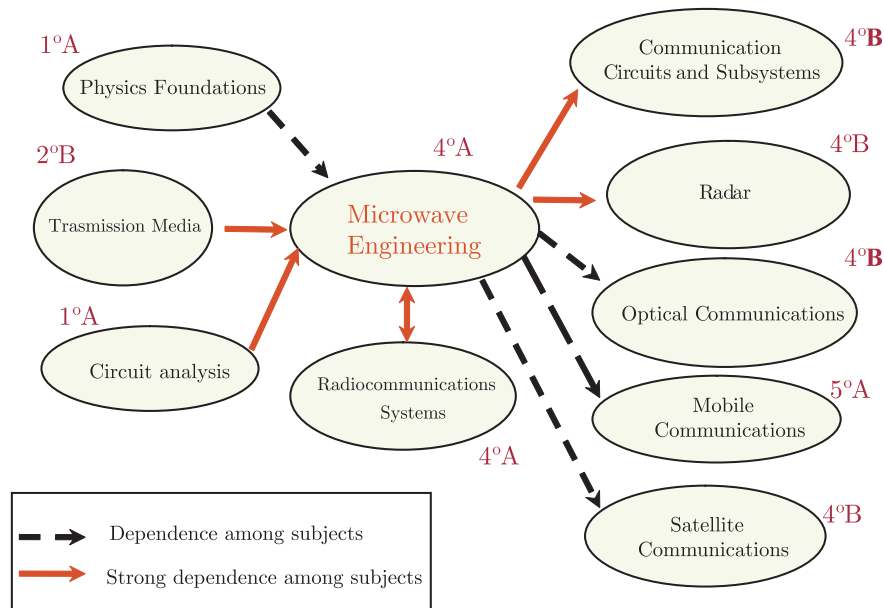 1ºA
Physics Foundations
2ºB
Trasmission Media
1ºA
Circuit analysis
4ºA
Microwave
Engineering
Radiocommunications
Systems
4ºA
Communication
Circuits and Subsystems
4ºB
4ºB
Radar
4ºB
Optical Communications
5ºA
Mobile
Communications
4ºB
Satellite
Communications
Dependence among subjects
Strong dependence among subjects